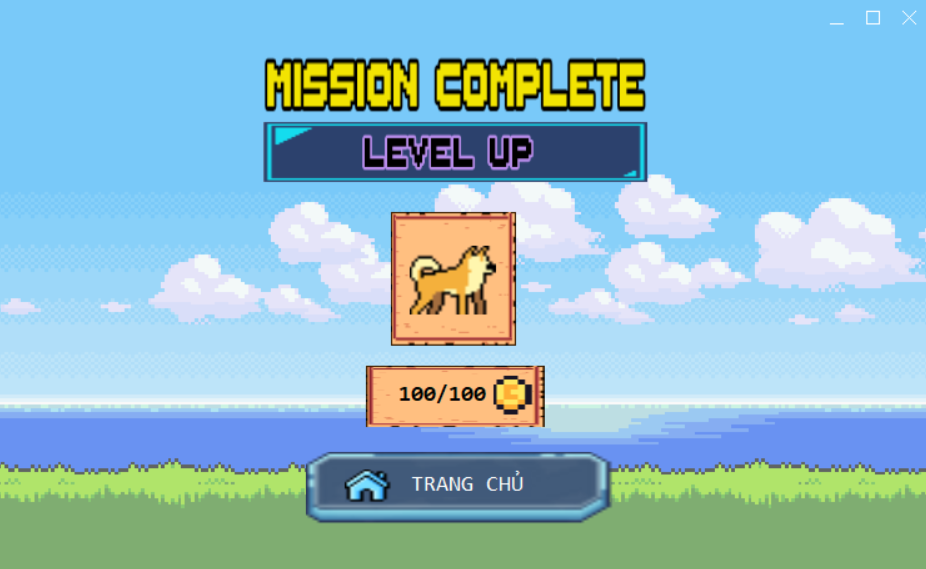 MISSION COMPLETE
LEVEL UP
100/100
TRANG CHỦ